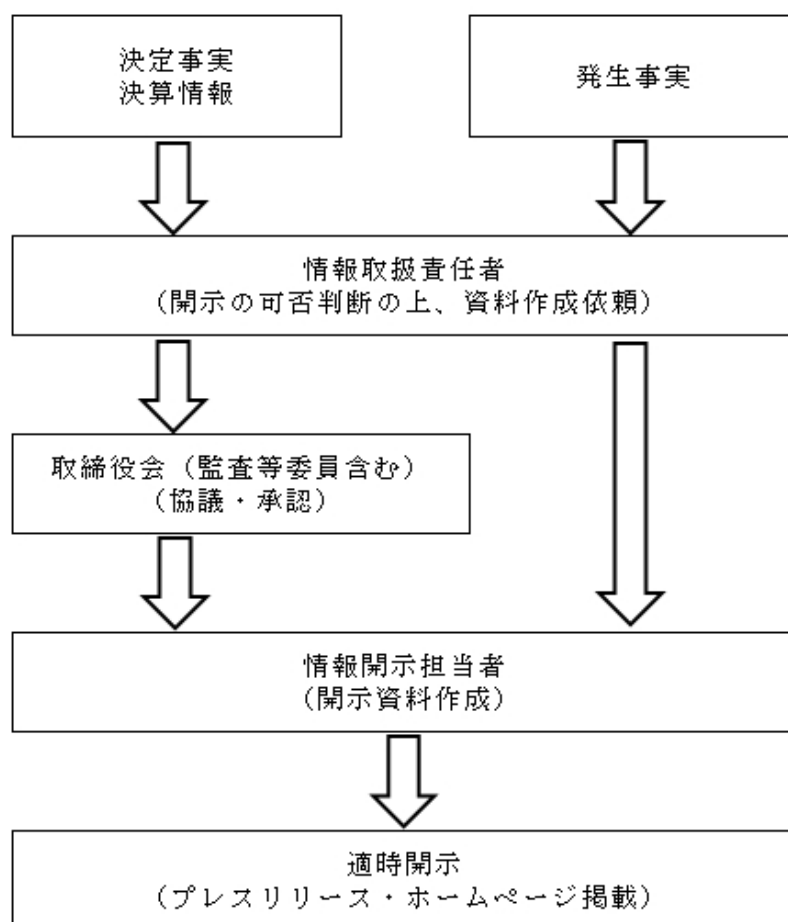 決定事実
決算情報
発生事実
情報取扱責任者
(開示の可否判断の上、資料作成依頼)
取締役会(監査等委員含む)
(協議・承認)
情報開示担当者
(開示資料作成)
適時開示
(プレスリリース・ホームページ掲載)